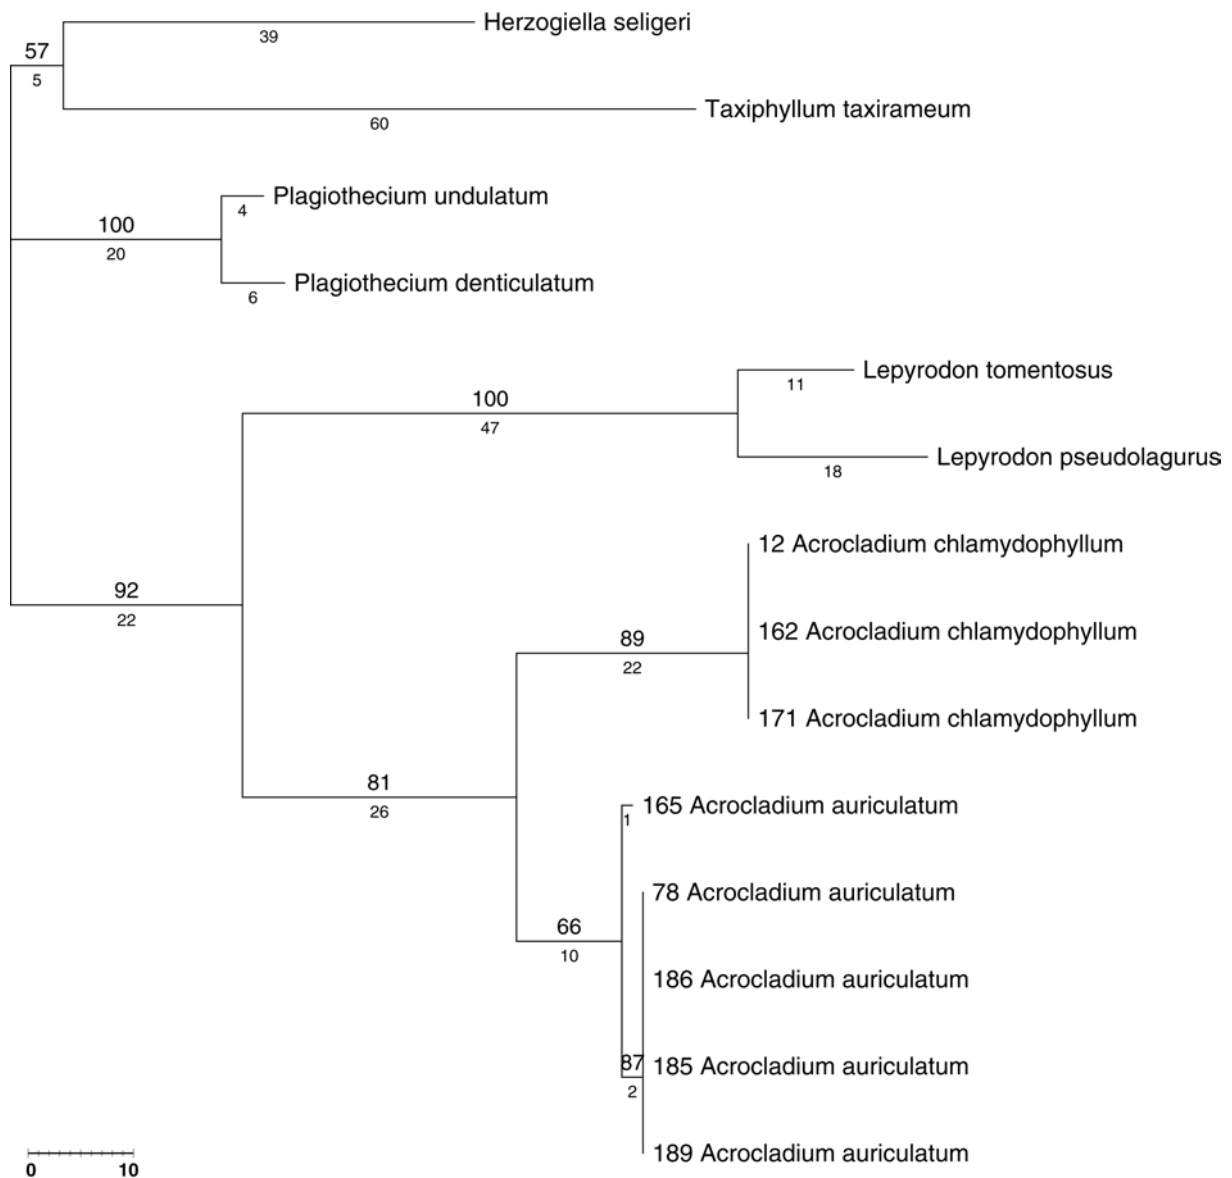 Herzogiella seligeri
39
57
5
Taxiphyllum taxirameum
60
Plagiothecium undulatum
4
100
20
Plagiothecium denticulatum
6
Lepyrodon tomentosus
11
100
47
Lepyrodon pseudolagurus
18
12 Acrocladium chlamydophyllum
92
22
162 Acrocladium chlamydophyllum
89
22
171 Acrocladium chlamydophyllum
81
26
165 Acrocladium auriculatum
1
78 Acrocladium auriculatum
66
10
186 Acrocladium auriculatum
87
2
185 Acrocladium auriculatum
189 Acrocladium auriculatum
0 10